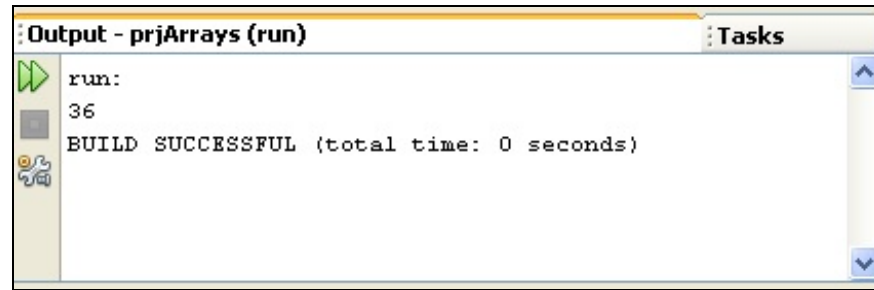 Output - prjArrays (run)
Tasks
run:
36
BUILD SUCCESSFUL (total time: 0 seconds)